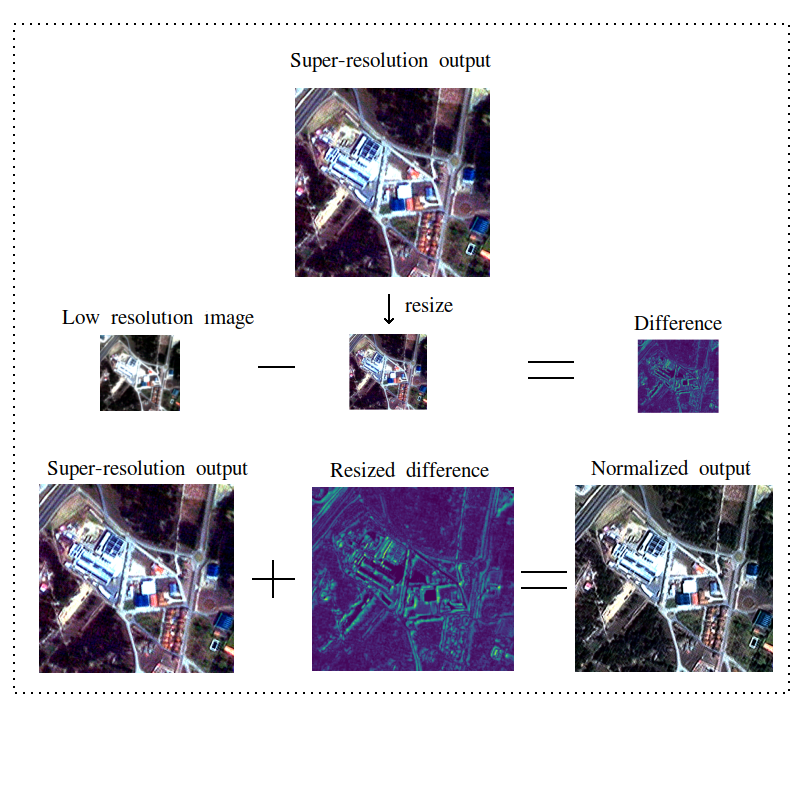 Super-resolution output
resize
Low resolution image
Difference
Super-resolution output
Resized difference
Normalized output